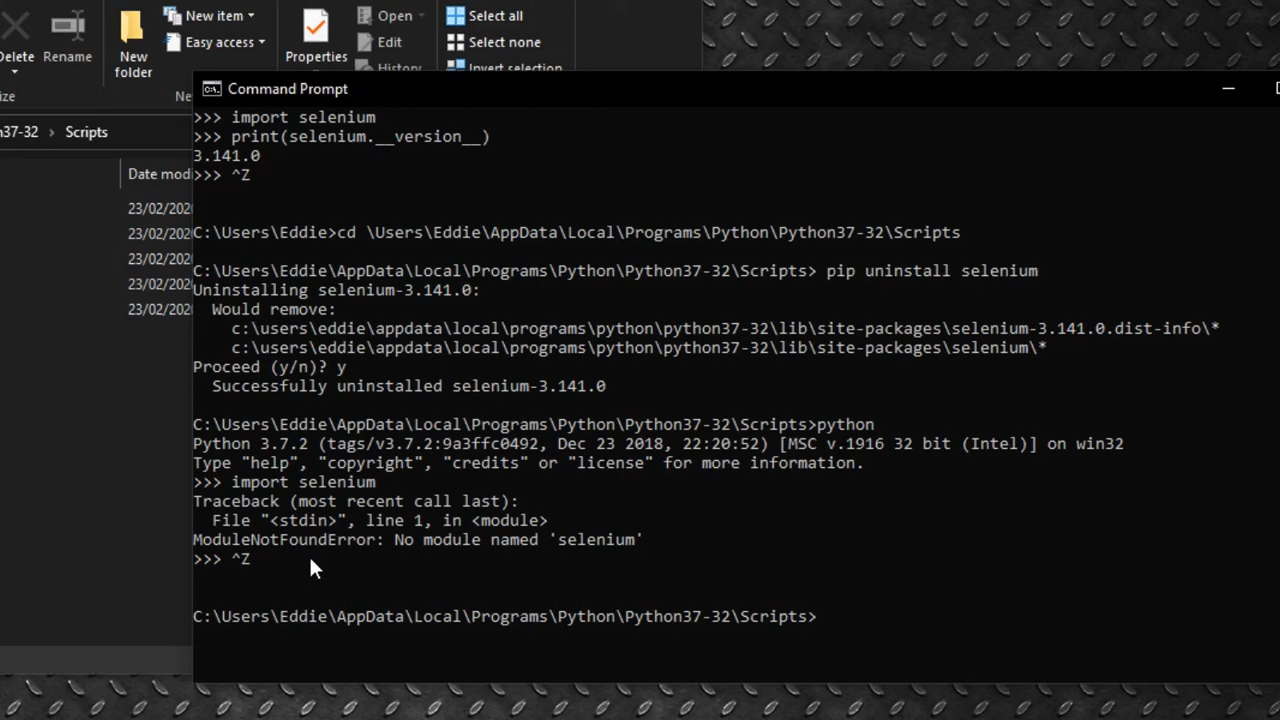 New item
Open
Select all
Easy access
Edit
Select none
Delete
Rename
New
folder
Properties
History
Invert selection
Command Prompt
>>> import selenium
>>> print(selenium.__version__)
3.141.0
>>> ^Z
C:\Users\Eddie>cd \Users\Eddie\AppData\Local\Programs\Python\Python37-32\Scripts
C:\Users\Eddie\AppData\Local\Programs\Python\Python37-32\Scripts> pip uninstall selenium
Uninstalling selenium-3.141.0:
Would remove:
c:\users\eddie\appdata\local\programs\python\python37-32\lib\site-packages\selenium-3.141.0.dist-info\*
c:\users\eddie\appdata\local\programs\python\python37-32\lib\site-packages\selenium\*
Proceed (y/n)? y
Successfully uninstalled selenium-3.141.0
C:\Users\Eddie\AppData\Local\Programs\Python\Python37-32\Scripts>python
Python 3.7.2 (tags/v3.7.2:9a3ffc0492, Dec 23 2018, 22:20:52) [MSC v.1916 32 bit (Intel)] on win32
Type "help", "copyright", "credits" or "license" for more information.
>>> import selenium
Traceback (most recent call last):
File "<stdin>", line 1, in <module>
ModuleNotFoundError: No module named 'selenium'
>>> ^Z
C:\Users\Eddie\AppData\Local\Programs\Python\Python37-32\Scripts>
ize
Ne
n37-32
Scripts
Date modi
23/02/202
23/02/202
23/02/202
23/02/202
23/02/202